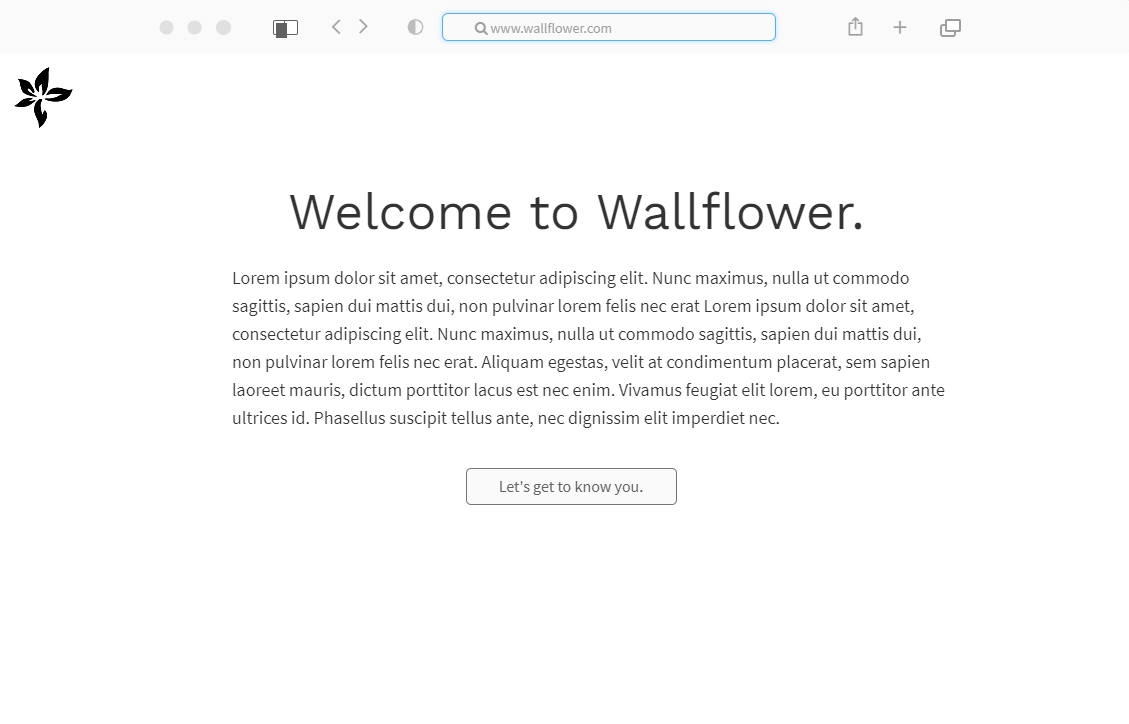 www.wallflower.com
Welcome to Wallflower.
Lorem ipsum dolor sit amet, consectetur adipiscing elit. Nunc maximus, nulla ut commodo
sagittis, sapien dui mattis dui, non pulvinar lorem felis nec erat Lorem ipsum dolor sit amet,
consectetur adipiscing elit. Nunc maximus, nulla ut commodo sagittis, sapien dui mattis dui,
non pulvinar lorem felis nec erat. Aliquam egestas, velit at condimentum placerat, sem sapien
laoreet mauris, dictum porttitor lacus est nec enim. Vivamus feugiat elit lorem, eu porttitor ante
ultrices id. Phasellus suscipit tellus ante, nec dignissim elit imperdiet nec.
Let's get to know you.